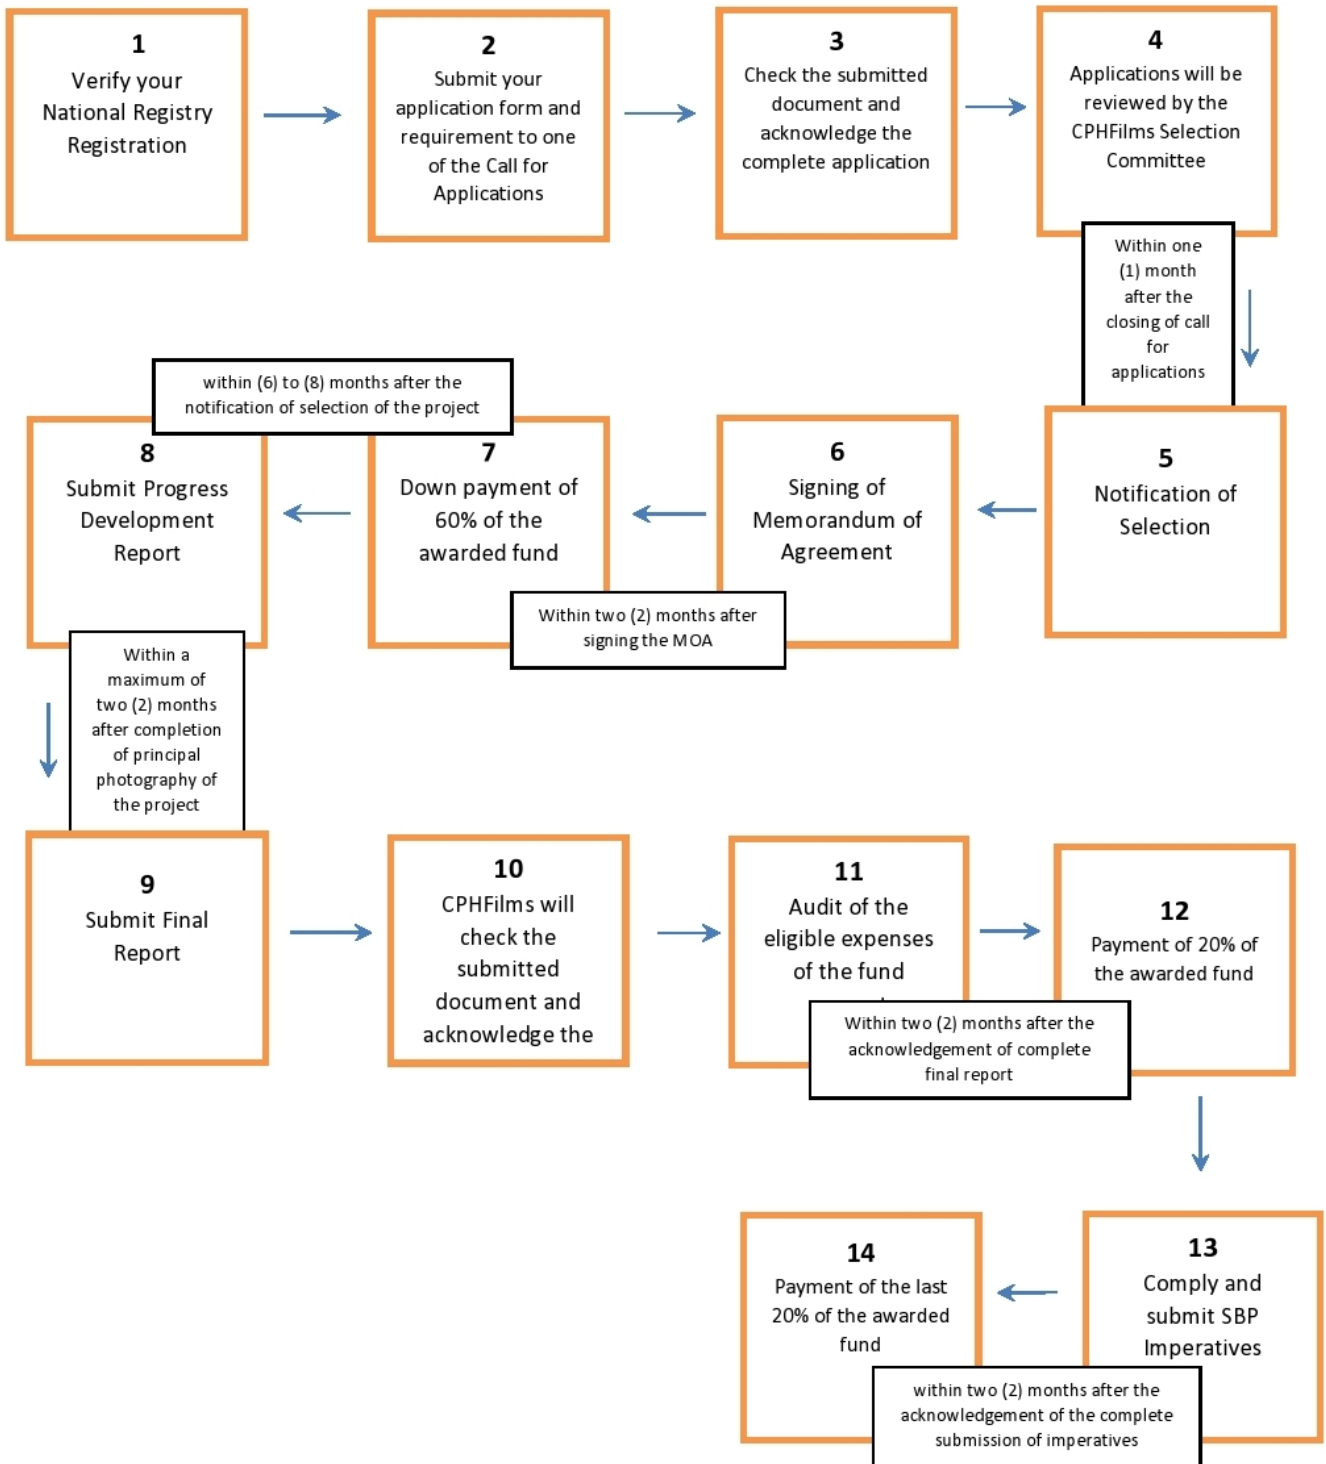 1
Verify your
National Registry
Registration
2
Submit your
application form and
requirement to one
of the Call for
Applications
3
Check the submitted
document and
acknowledge the
complete application
4
Applications will be
reviewed by the
CPHFilms Selection
Committee
Within one
(1) month
after the
closing of call
for
applications
5
Notification of
Selection
6
Signing of
Memorandum of
Agreement
Within two (2) months after
signing the MOA
7
Down payment of
60% of the
awarded fund
within (6) to (8) months after the
notification of selection of the project
8
Submit Progress
Development
Report
Within a
maximum of
two (2) months
after completion
of principal
photography of
the project
9
Submit Final
Report
10
CPHFilms will
check the
submitted
document and
acknowledge the
11
Audit of the
eligible expenses
of the fund
Within two (2) months after the
acknowledgement of complete
final report
12
Payment of 20% of
the awarded fund
13
Comply and
submit SBP
Imperatives
within two (2) months after the
acknowledgement of the complete
submission of imperatives
14
Payment of the last
20% of the awarded
fund